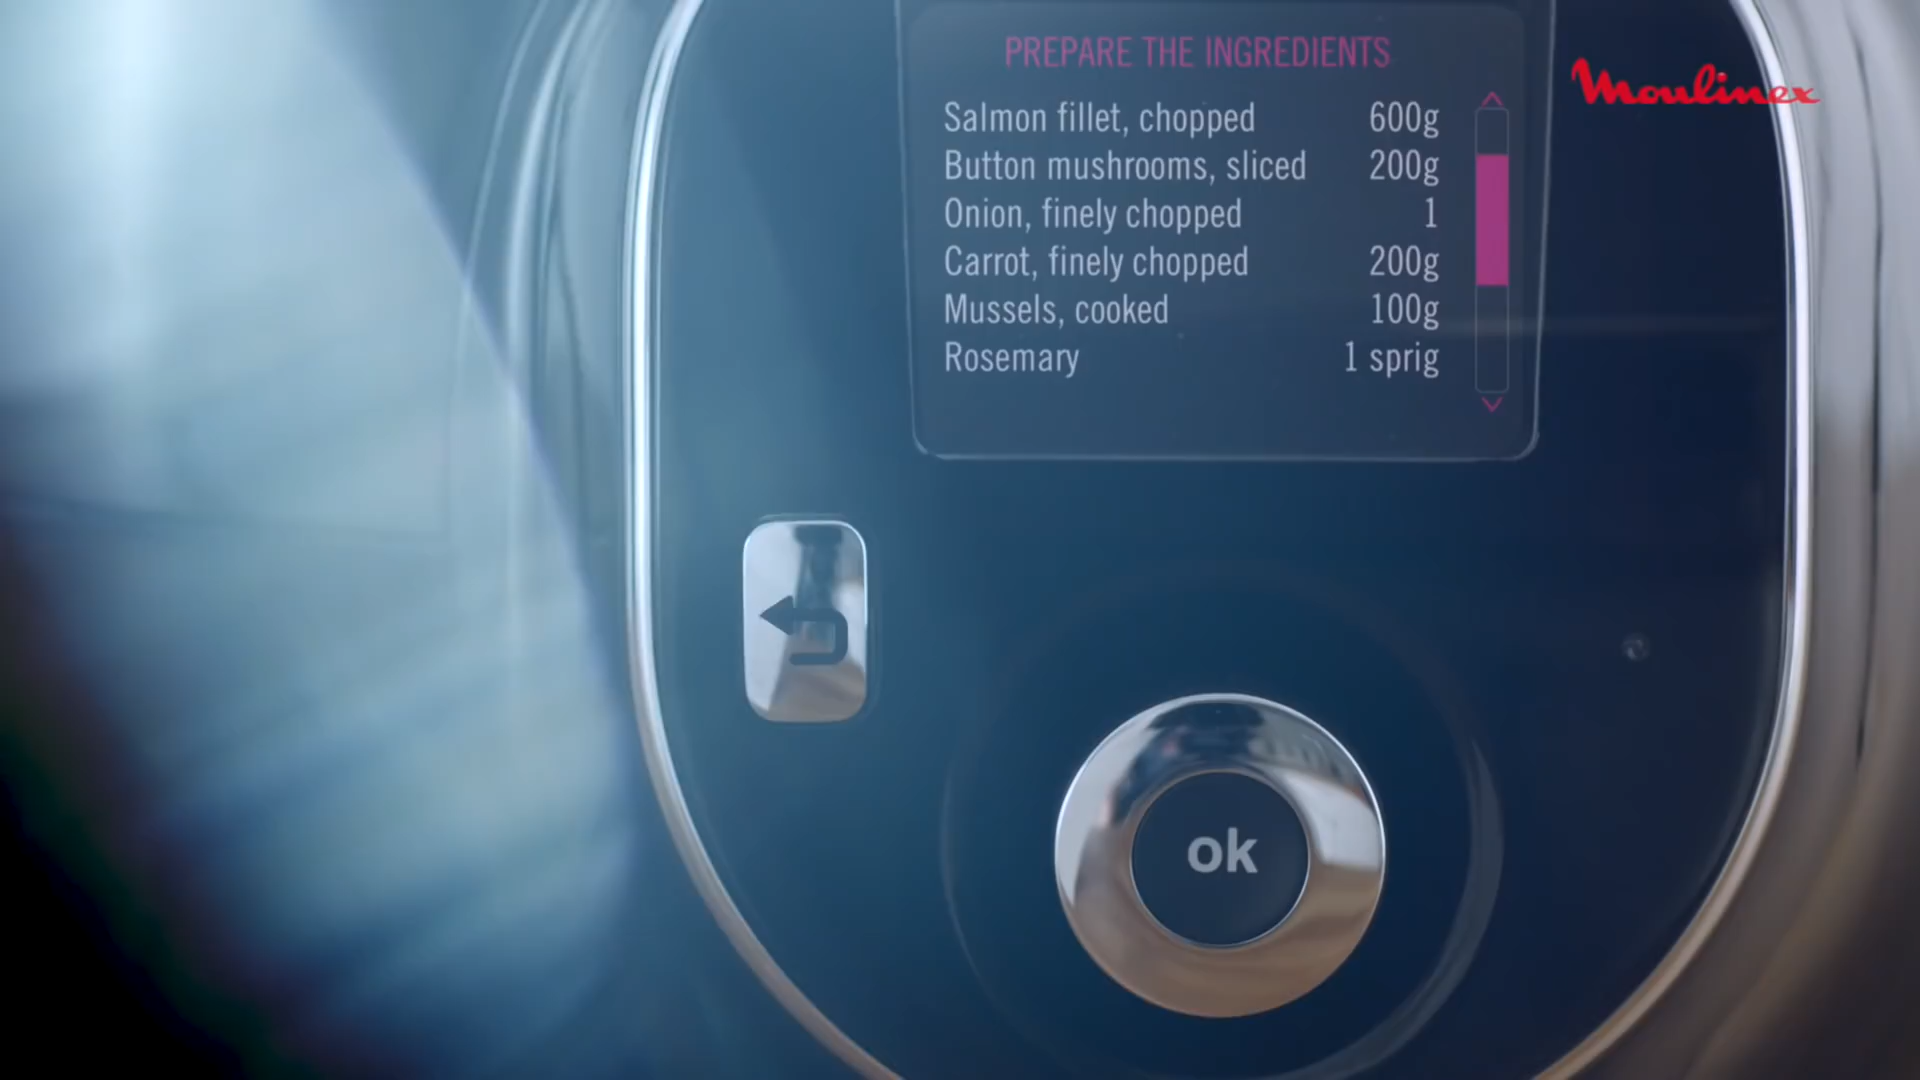 PREPARE THE INGREDIENTS
Moulinex
Salmon fillet, chopped 600g
Button mushrooms, sliced 200g
Onion, finely chopped 1
Carrot, finely chopped 200g
Mussels, cooked 100g
Rosemary 1 sprig
ok